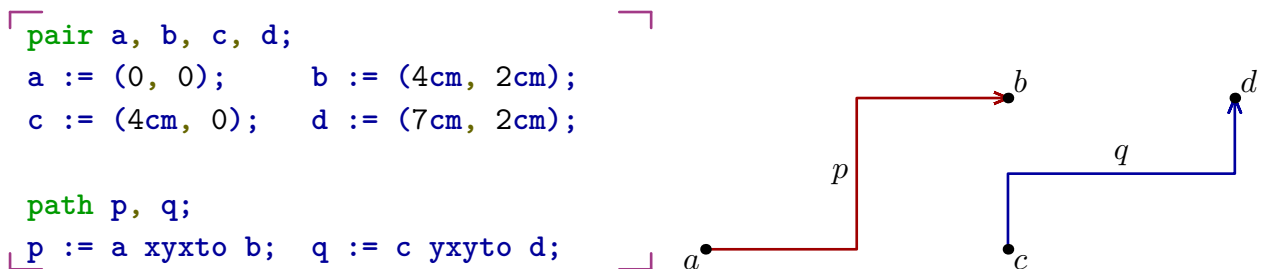 pair a, b, c, d;
a := (0, 0);  b := (4cm, 2cm);
c := (4cm, 0);  d := (7cm, 2cm);
path p, q;
p := a xyxto b;  q := c yxyto d;
b
d
p
q
a
c